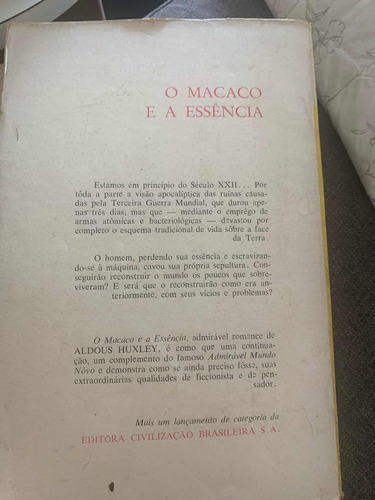 O MACACO
E A ESSÊNCIA
Estamos em princípio do Século XXII... Por
tôda a parte a visão apocalíptica das ruínas causa-
das pela Terceira Guerra Mundial, que durou ape-
nas três dias, mas que — mediante o emprêgo de
armas atômicas e bacteriológicas — devastou por
completo o esquema tradicional de vida sôbre a face
da Terra.
O homem, perdendo sua essência e escravizan-
do-se à máquina, cavou sua própria sepultura. Con-
seguirão reconstruir o mundo os poucos que sobre-
viveram? E será que o reconstruirão como era an-
teriormente, com seus vícios e problemas?
O Macaco e a Essência, admirável romance de
ALDOUS HUXLEY, é como que uma continua-
ção, um complemento do famoso Admirável Mundo
Nôvo e demonstra como se ainda preciso fôsse, suas
extraordinárias qualidades de ficcionista e de pen-
sador.
Mais um lançamento de categoria da
EDITÔRA CIVILIZAÇÃO BRASILEIRA S.A.